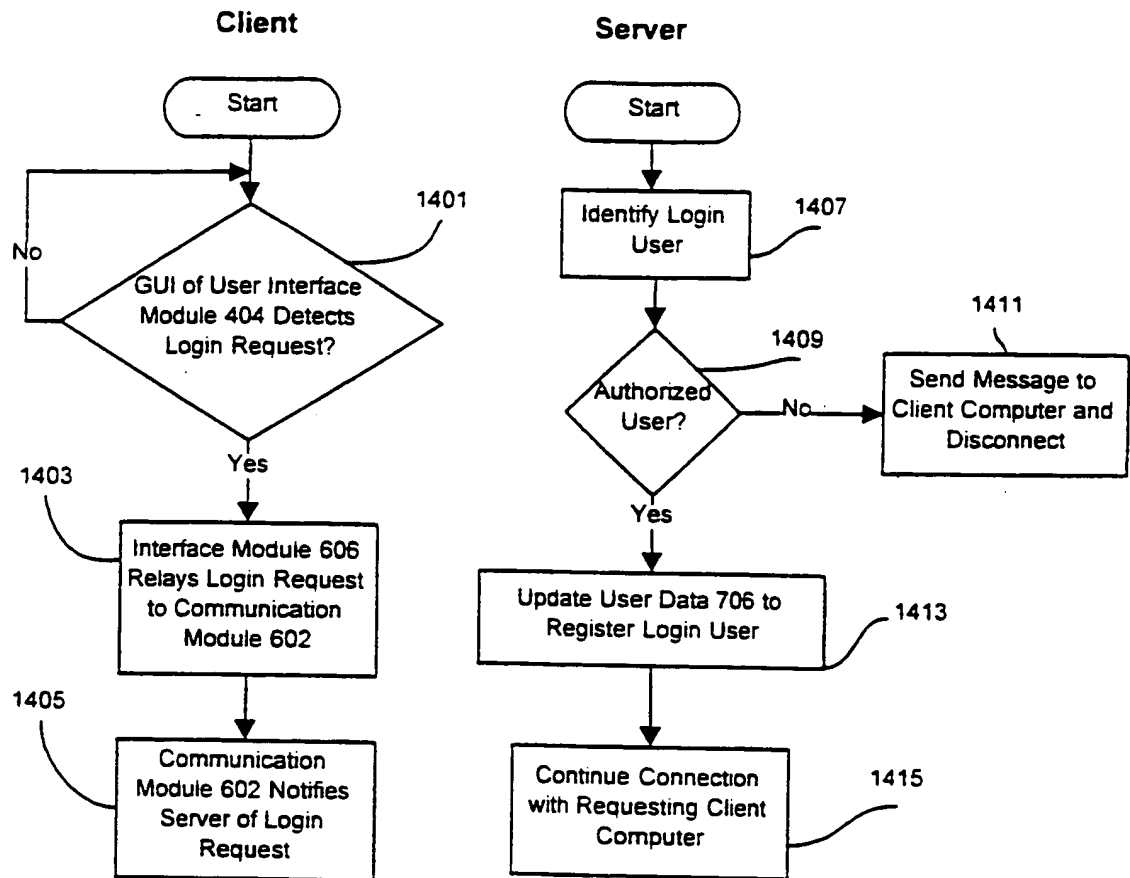 Client
Start
1401
No
GUI of User Interface
Module 404 Detects
Login Request?
Yes
1403
Interface Module 606
Relays Login Request
to Communication
Module 602
1405
Communication
Module 602 Notifies
Server of Login
Request
Server
Start
Identify Login
User
1407
1409
Authorized
User?
No
1411
Send Message to
Client Computer and
Disconnect
Yes
Update User Data 706 to
Register Login User
1413
Continue Connection
with Requesting Client
Computer
1415